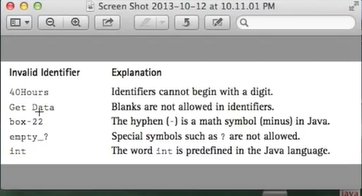 Screen Shot 2013-10-12 at 10.11.01 PM
Invalid Identifier Explanation
40Hours Identifiers cannot begin with a digit.
Get Data Blanks are not allowed in identifiers.
box-22 The hyphen (-) is a math symbol (minus) in Java.
empty_? Special symbols such as ? are not allowed.
int The word int is predefined in the Java language.
java